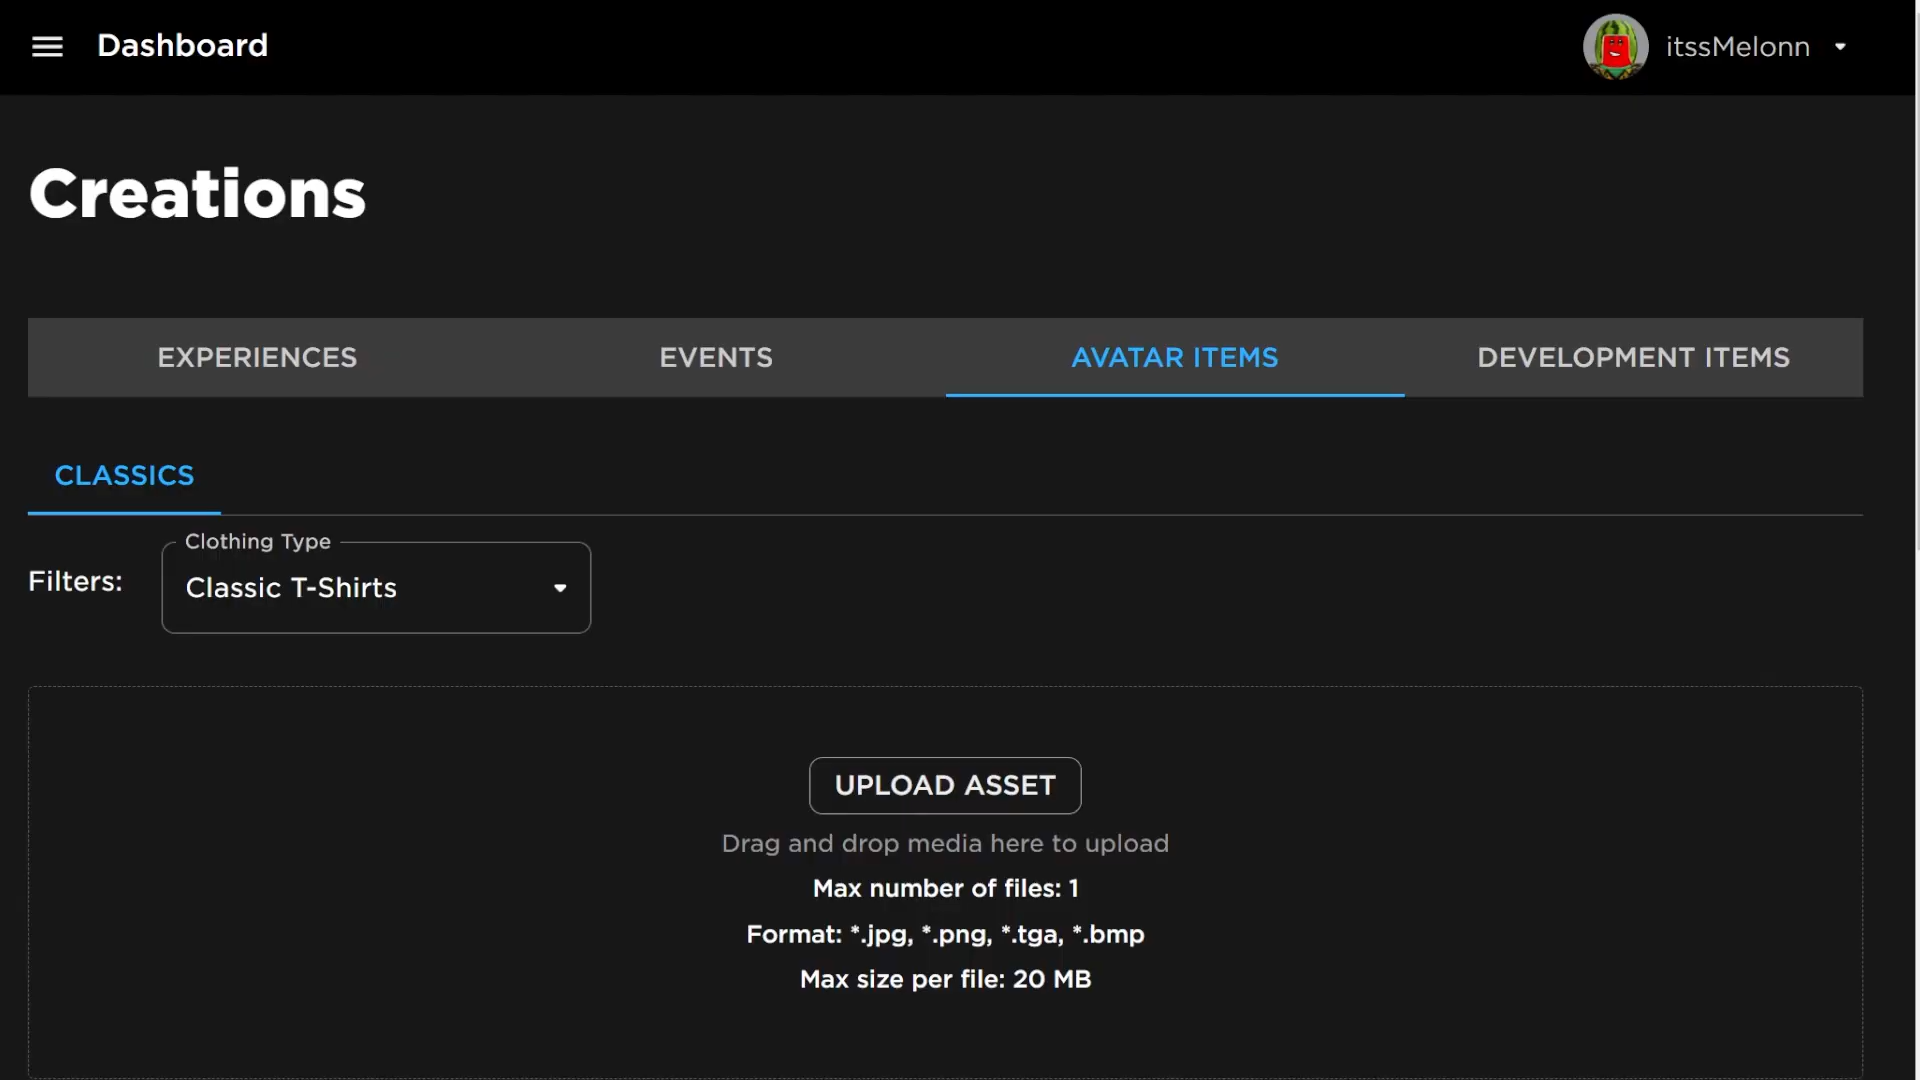 Dashboard
itssMelonn
Creations
EXPERIENCES
EVENTS
AVATAR ITEMS
DEVELOPMENT ITEMS
CLASSICS
Clothing Type
Filters:
Classic T-Shirts
UPLOAD ASSET
Drag and drop media here to upload
Max number of files: 1
Format: *.jpg, *.png, *.tga, *.bmp
Max size per file: 20 MB